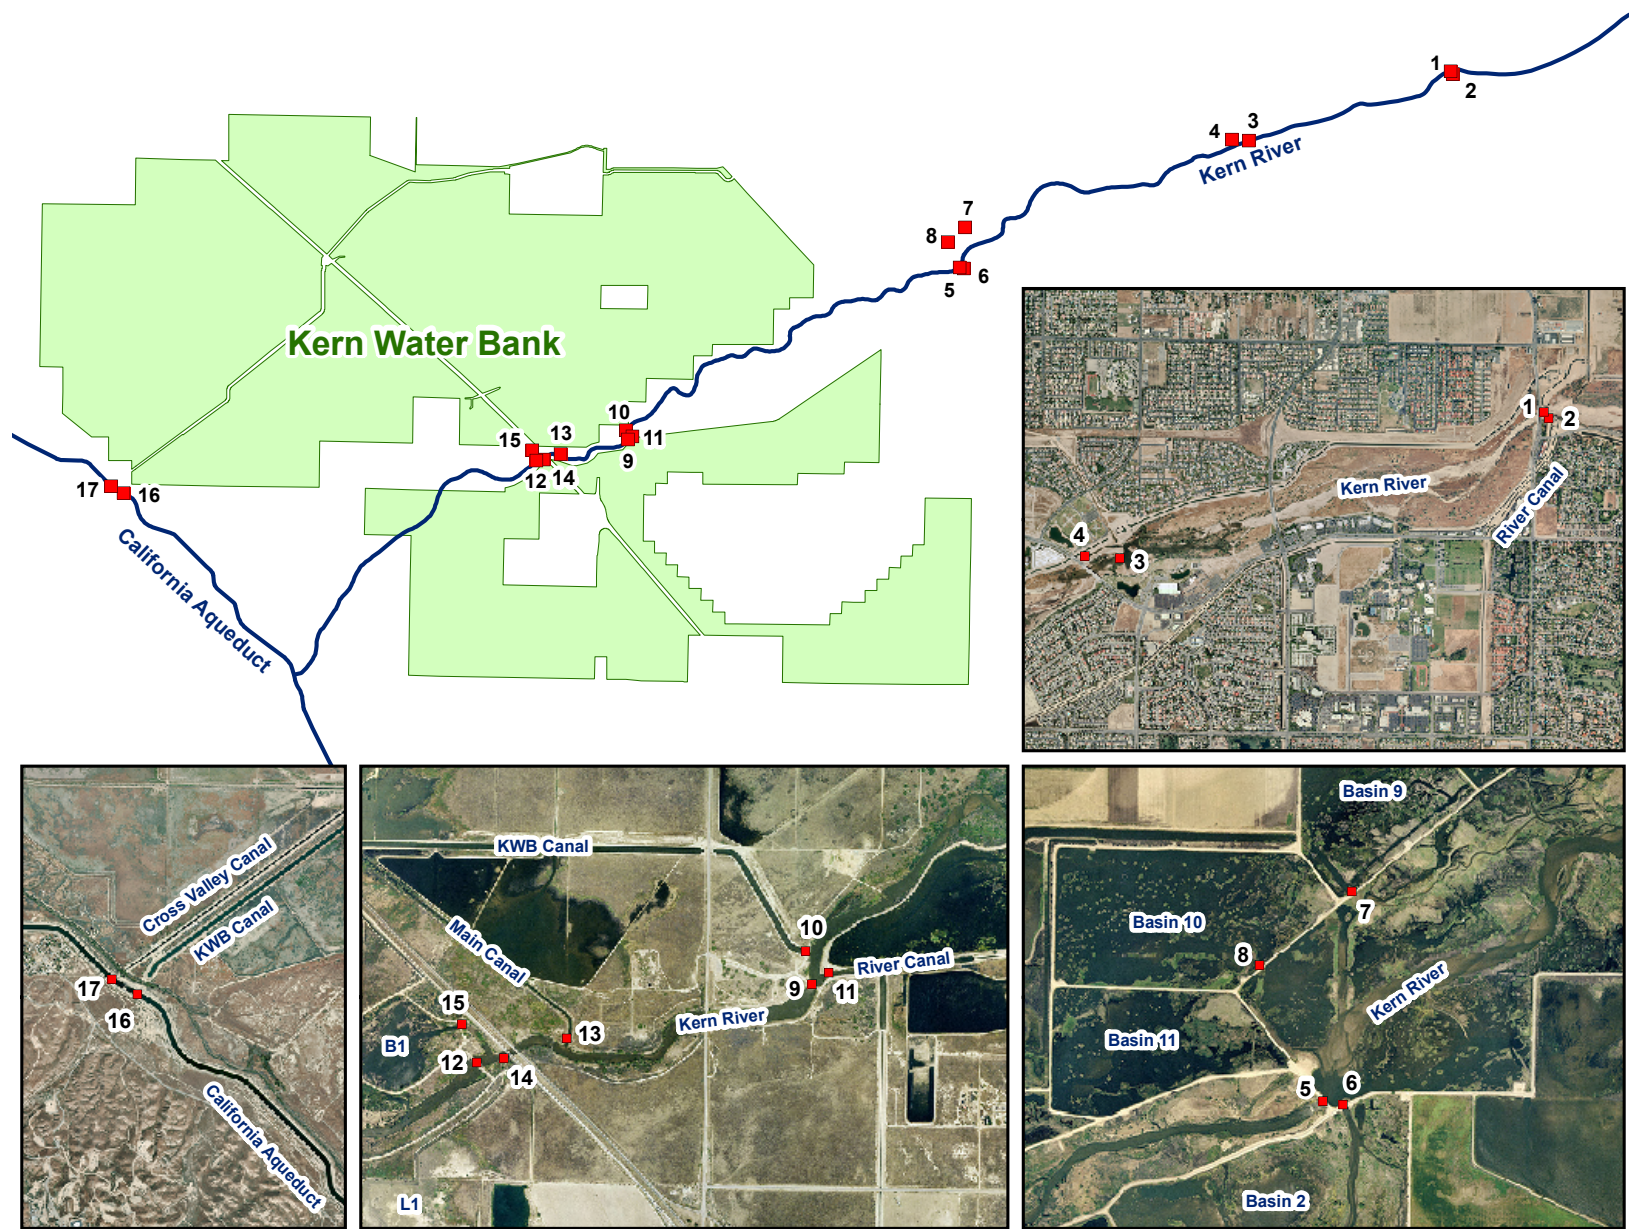 1
2
4
3
Kern River
7
8
5
6
Kern Water Bank
10
13
15
11
9
12
14
17
16
California Aqueduct
1
2
Kern River
River Canal
4
3
Cross Valley Canal
KWB Canal
17
16
California Aqueduct
KWB Canal
Main Canal
10
River Canal
9
11
15
Kern River
13
B1
12
14
L1
Basin 9
7
Basin 10
8
Kern River
Basin 11
5
6
Basin 2